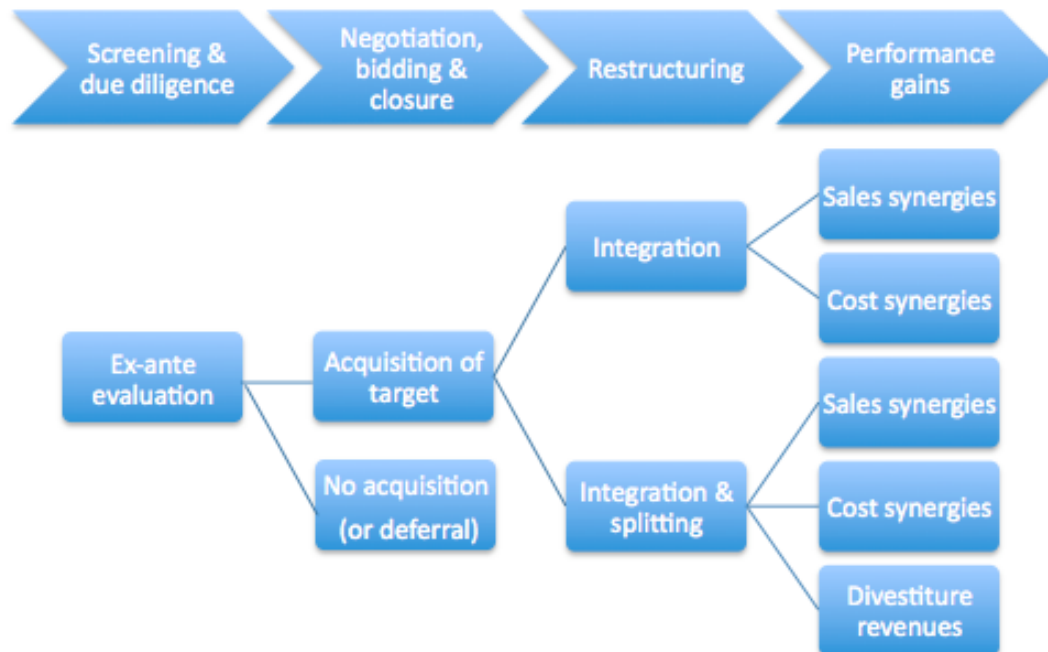 Screening &
due diligence
Negotiation,
bidding &
closure
Restructuring
Performance
gains
Ex-ante
evaluation
Acquisition of
target
No acquisition
(or deferral)
Integration
Integration &
splitting
Sales synergies
Cost synergies
Sales synergies
Cost synergies
Divestiture
revenues